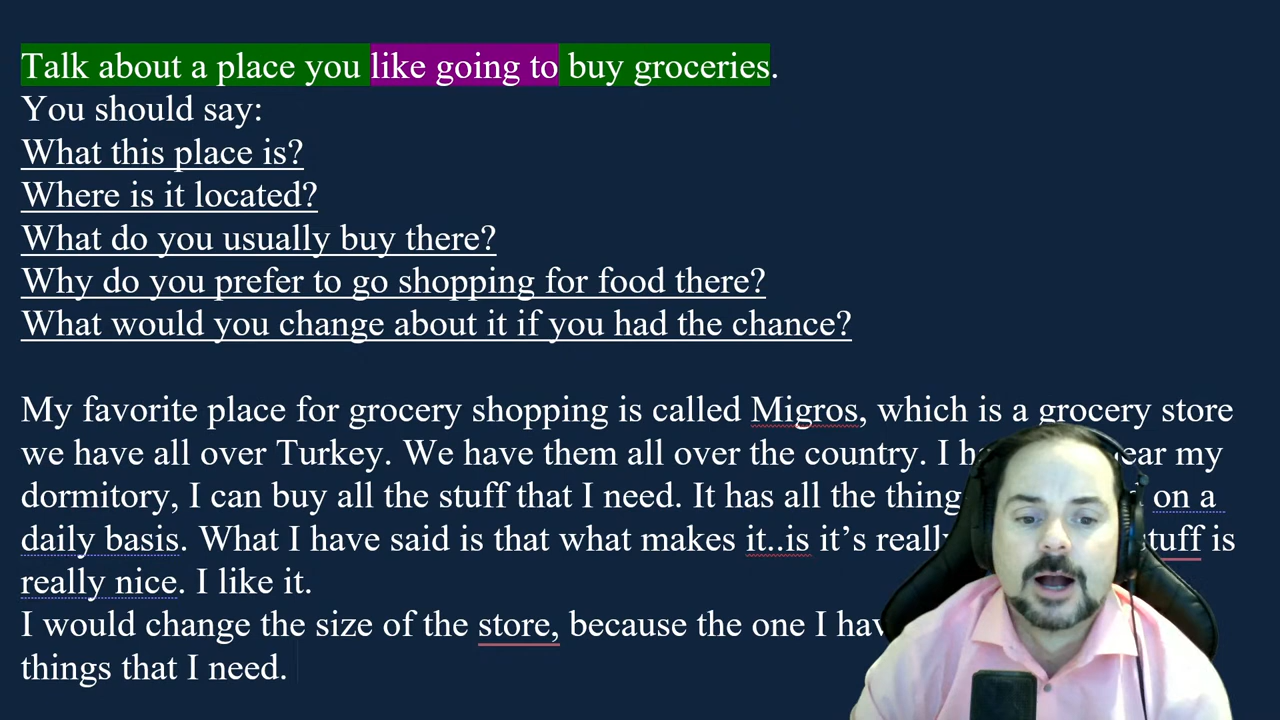 Talk about a place you like going to buy groceries.
You should say:
What this place is?
Where is it located?
What do you usually buy there?
Why do you prefer to go shopping for food there?
What would you change about it if you had the chance?
My favorite place for grocery shopping is called Migros, which is a grocery store
we have all over Turkey. We have them all over the country. I my
dormitory, I can buy all the stuff that I need. It has all the on a
daily basis. What I have said is that what makes it..is it’s stuff is
really nice. I like it.
I would change the size of the store, because the one I
things that I need.